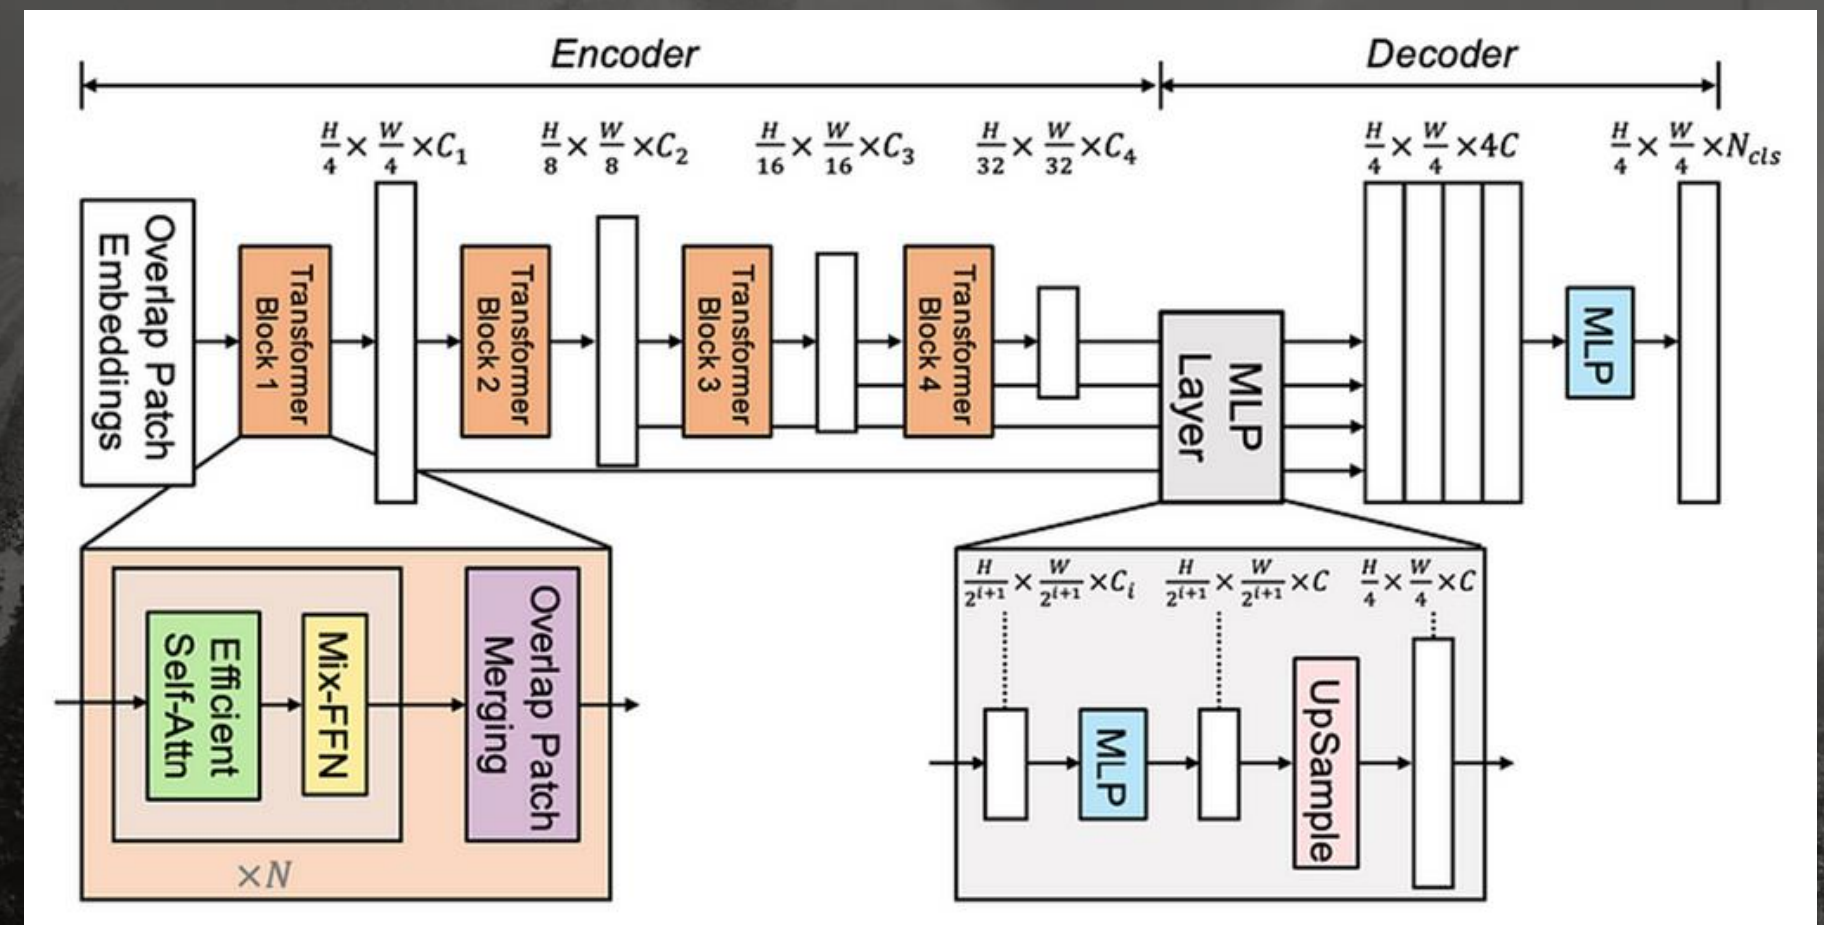 Encoder
Decoder
H/4 × W/4 ×C₁
H/8 × W/8 ×C₂
H/16 × W/16 ×C₃
H/32 × W/32 ×C₄
H/4 × W/4 ×4C
H/4 × W/4 ×N_cls
Overlap Patch
Embeddings
Transformer
Block 1
Transformer
Block 2
Transformer
Block 3
Transformer
Block 4
MLP
Layer
MLP
Efficient
Self-Attn
Mix-FFN
Overlap Patch
Merging
×N
H/2^{i+1} × W/2^{i+1} ×C_i
H/2^{i+1} × W/2^{i+1} ×C
H/4 × W/4 ×C
MLP
UpSample